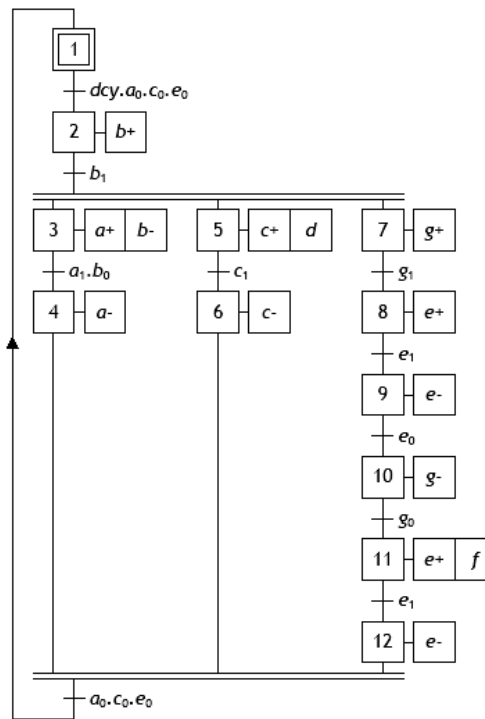 1
dcy.a₀.c₀.e₀
2 b+
b₁
3 a+ b- 5 c+ d 7 g+
a₁.b₀ c₁ g₁
4 a- 6 c- 8 e+
e₁
9 e-
e₀
10 g-
g₀
11 e+ f
e₁
12 e-
a₀.c₀.e₀